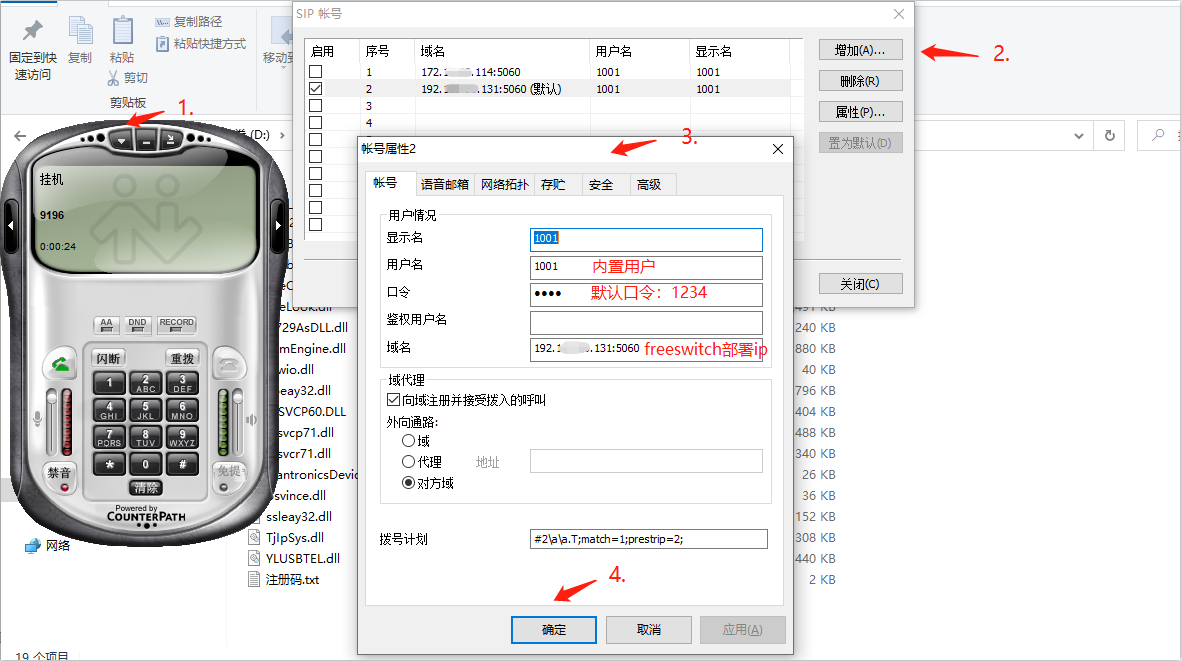 固定到快
速访问
复制
粘贴
复制路径
粘贴快捷方式
剪切
剪贴板
1.
(D:)
挂机
9196
0:00:24
AA
DND
RECORD
闪断
重拨
1
2
ABC
3
DEF
4
GHI
5
JKL
6
MNO
7
PQRS
8
TUV
9
WXYZ
*
0
#
禁音
免提
清除
Powered by
COUNTERPATH
网络
19 个项目
SIP 帐号
启用 序号 域名 用户名 显示名
1 172.1 .114:5060 1001 1001
2 192. .131:5060 (默认) 1001 1001
3
4
增加(A)...
2.
删除(R)
属性(P)...
置为默认(D)
关闭(C)
3.
帐号属性2
帐号 语音邮箱 网络拓扑 存贮 安全 高级
用户情况
显示名 1001
用户名 1001 内置用户
口令 •••• 默认口令：1234
鉴权用户名
域名 192.1 .131:5060 freeswitch部署ip
域代理
向域注册并接受拨入的呼叫
外向通路:
域
代理 地址
对方域
拨号计划 #2\a\a.T;match=1;prestrip=2;
4.
确定 取消 应用(A)
729AsDLL.dll 240 KB
mEngine.dll 880 KB
wio.dll 40 KB
eay32.dll 796 KB
SVCP60.DLL 404 KB
svcp71.dll 488 KB
svcr71.dll 340 KB
antronicsDevic 26 KB
svince.dll 36 KB
ssleay32.dll 152 KB
TjIpSys.dll 308 KB
YLUSBTEL.dll 80 KB
注册码.txt 2 KB